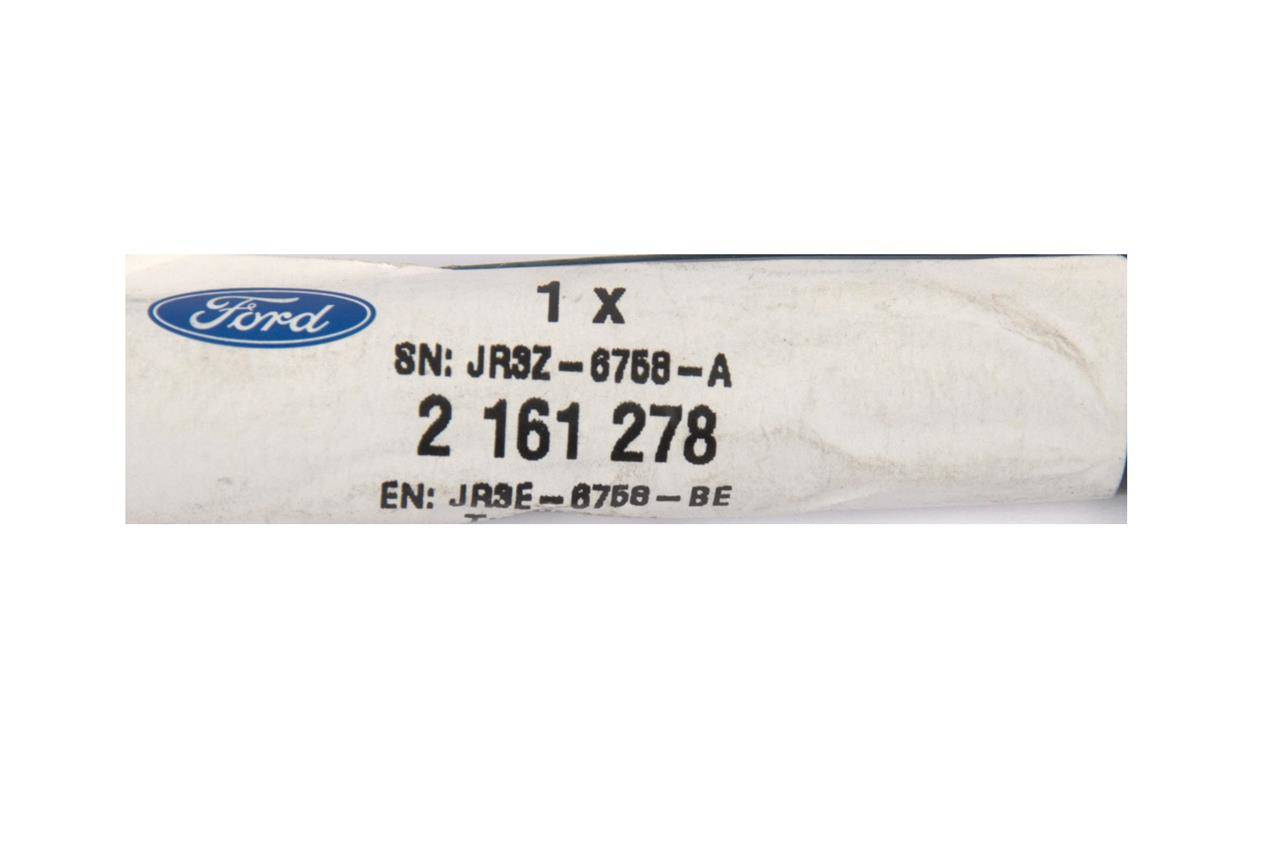 Ford
1 x
SN: JR3Z-6758-A
2 161 278
EN: JR3E-6758-BE